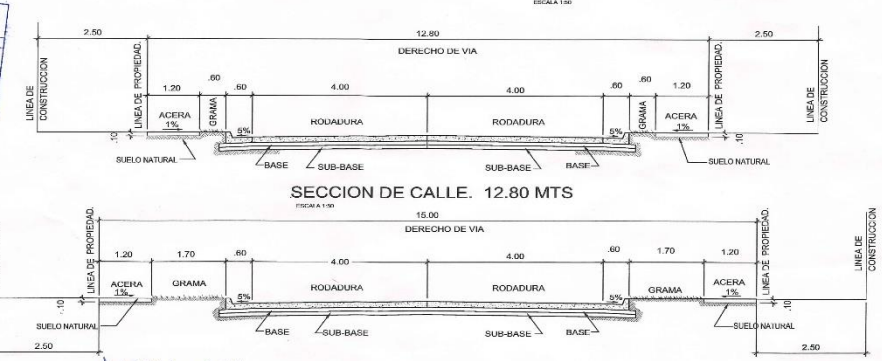 ESCALA 1:50
2.50 12.80 2.50
DERECHO DE VIA
LINEA DE CONSTRUCCION
LINEA DE PROPIEDAD.
1.20 .60 .60 4.00 4.00 .60 .60 1.20
LINEA DE PROPIEDAD.
LINEA DE CONSTRUCCION
ACERA GRAMA RODADURA RODADURA GRAMA ACERA
1% 5% 5% 1%
.10 .10
SUELO NATURAL BASE SUB-BASE SUB-BASE BASE SUELO NATURAL
SECCION DE CALLE. 12.80 MTS
ESCALA 1:50
15.00
DERECHO DE VIA
LINEA DE PROPIEDAD.
1.20 1.70 .60 4.00 4.00 .60 1.70 1.20
LINEA DE PROPIEDAD.
LINEA DE CONSTRUCCION
ACERA GRAMA RODADURA RODADURA GRAMA ACERA
1% 5% 5% 1%
.10 .10
SUELO NATURAL BASE SUB-BASE SUB-BASE BASE SUELO NATURAL
2.50 2.50